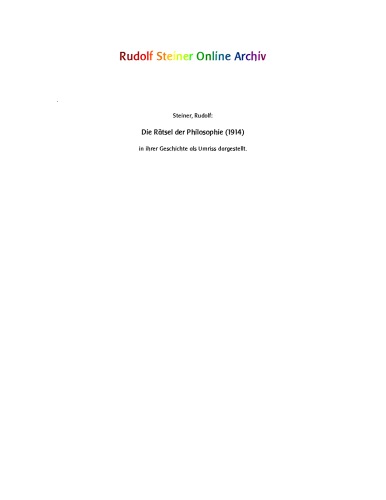 Rudolf Steiner Online Archiv
Steiner, Rudolf:
Die Rätsel der Philosophie (1914)
in ihrer Geschichte als Umriss dargestellt.